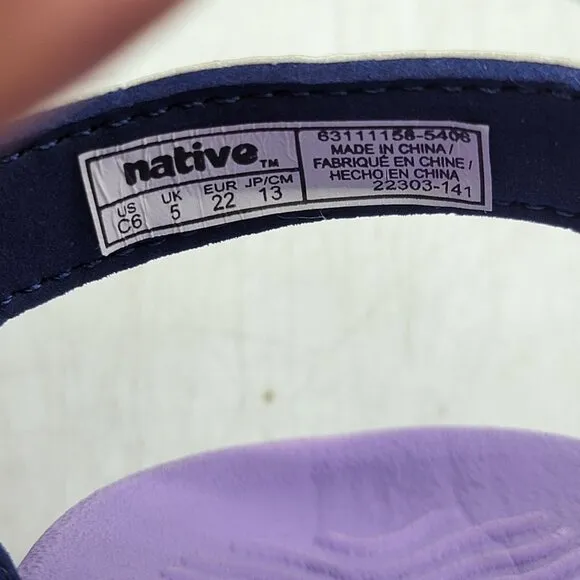 native™
US UK EUR JP/CM
C6 5 22 13
63111158-5406
MADE IN CHINA /
FABRIQUÉ EN CHINE /
HECHO EN CHINA
22303-141